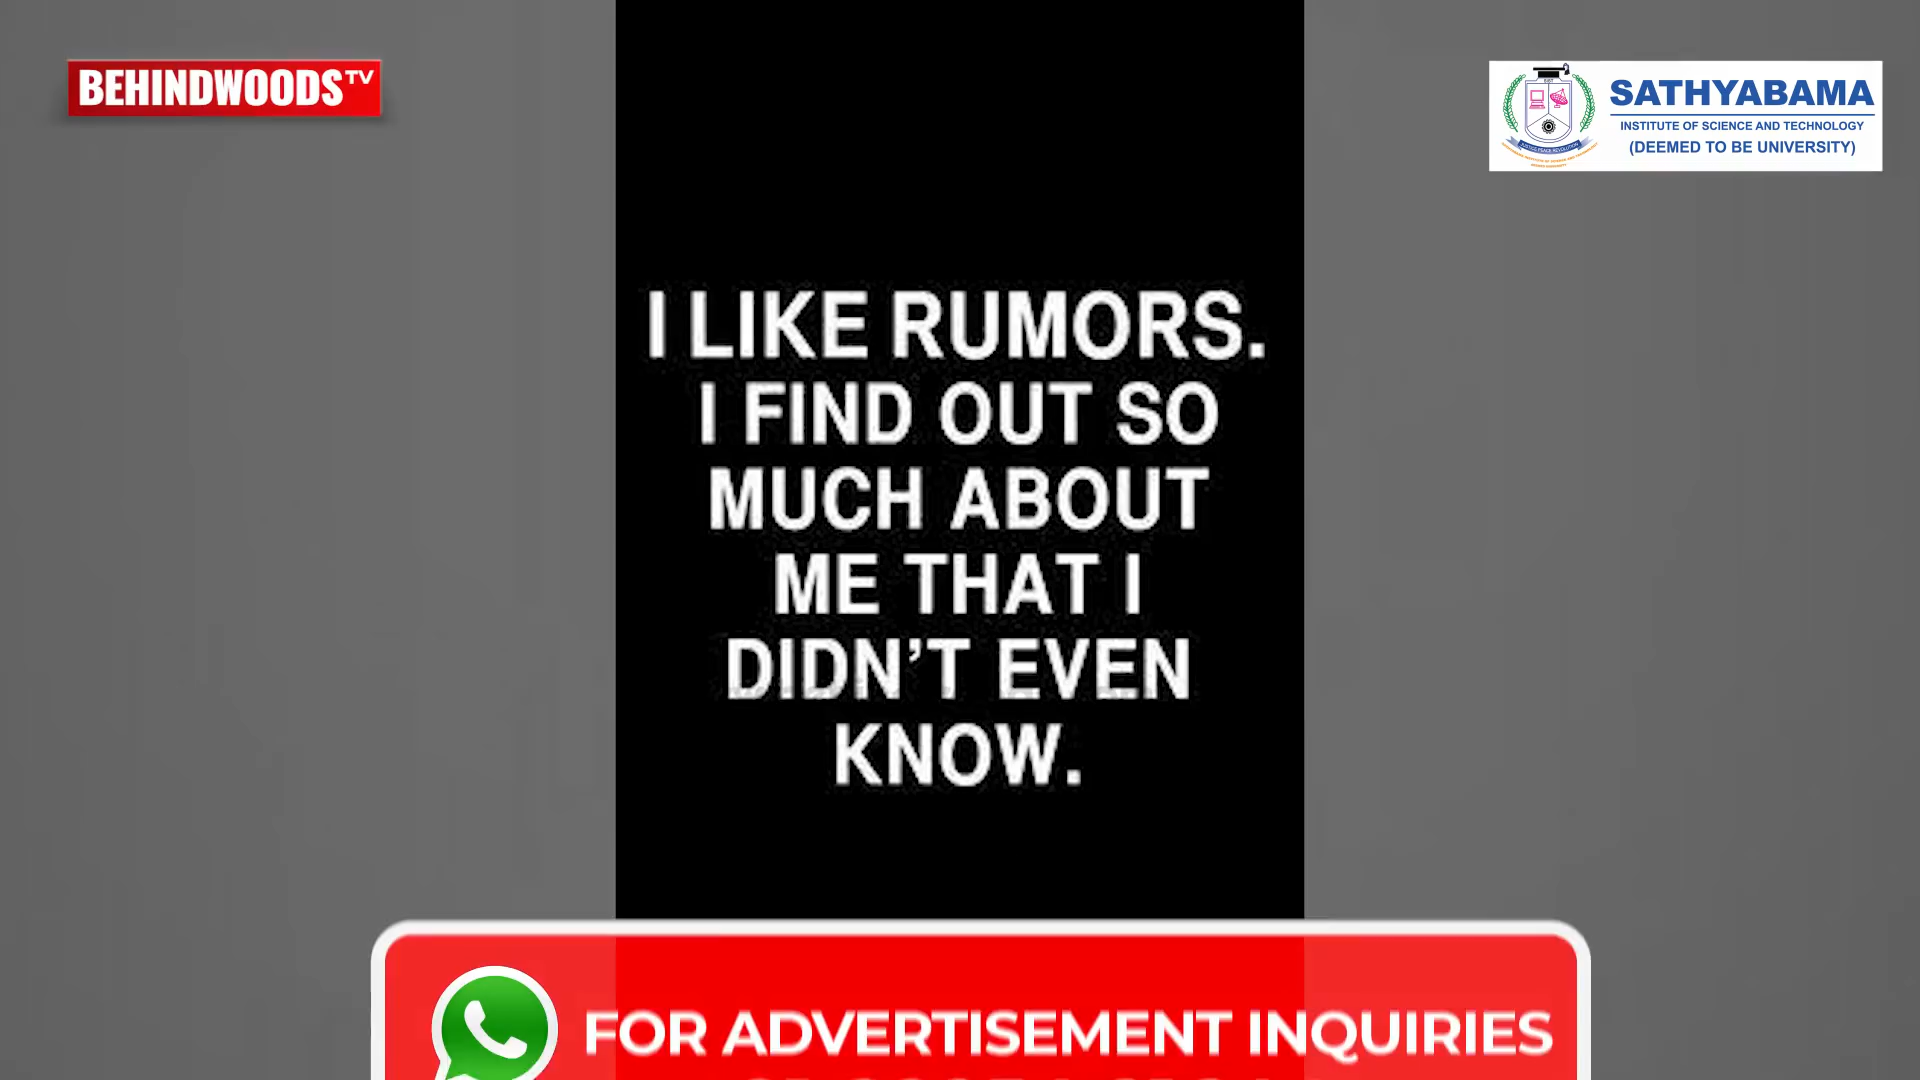 BEHINDWOODS TV
SATHYABAMA
INSTITUTE OF SCIENCE AND TECHNOLOGY
(DEEMED TO BE UNIVERSITY)
I LIKE RUMORS.
I FIND OUT SO
MUCH ABOUT
ME THAT I
DIDN'T EVEN
KNOW.
FOR ADVERTISEMENT INQUIRIES